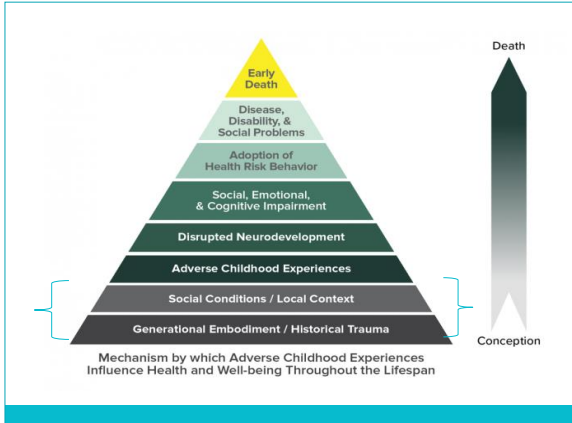 Death
Early
Death
Disease,
Disability, &
Social Problems
Adoption of
Health Risk Behavior
Social, Emotional,
& Cognitive Impairment
Disrupted Neurodevelopment
Adverse Childhood Experiences
Social Conditions / Local Context
Generational Embodiment / Historical Trauma
Conception
Mechanism by which Adverse Childhood Experiences
Influence Health and Well-being Throughout the Lifespan